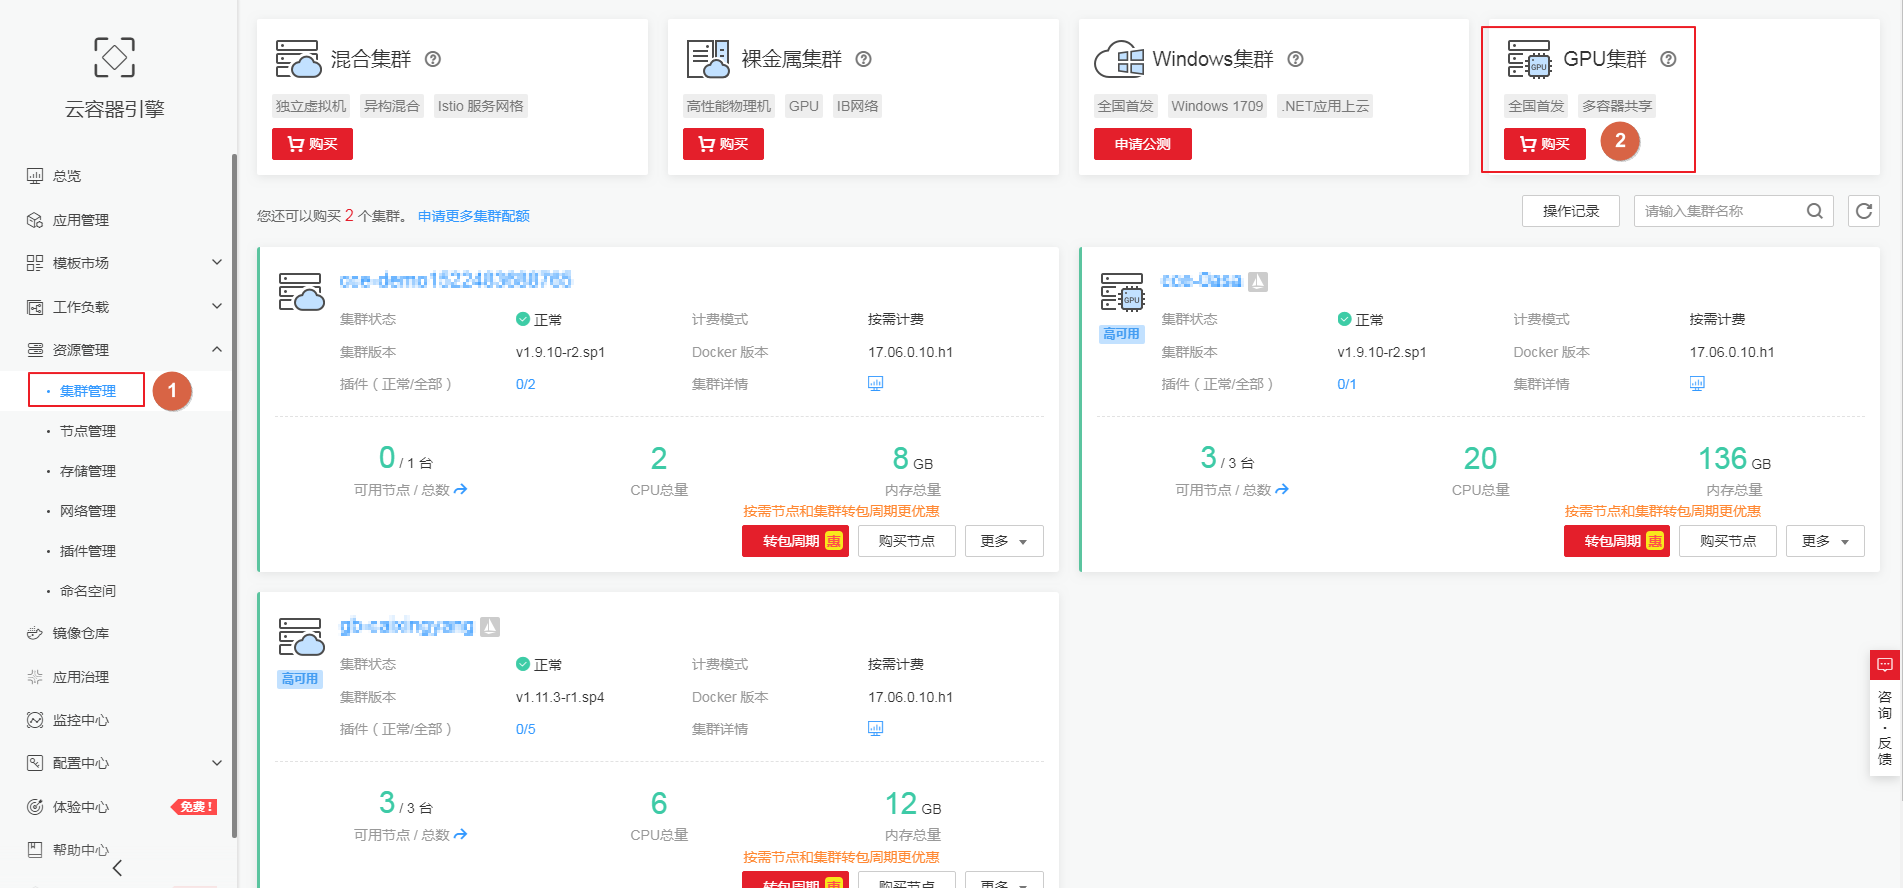 云容器引擎
总览
应用管理
模板市场
工作负载
资源管理
集群管理
1
节点管理
存储管理
网络管理
插件管理
命名空间
镜像仓库
应用治理
监控中心
配置中心
体验中心 免费！
帮助中心
混合集群 ?
独立虚拟机 异构混合 Istio 服务网格
购买
裸金属集群 ?
高性能物理机 GPU IB网络
购买
Windows集群 ?
全国首发 Windows 1709 .NET应用上云
申请公测
GPU GPU集群 ?
全国首发 多容器共享
购买 2
您还可以购买 2 个集群。 申请更多集群配额
操作记录 请输入集群名称
cce-demo1522483688765
集群状态 正常 计费模式 按需计费
集群版本 v1.9.10-r2.sp1 Docker 版本 17.06.0.10.h1
插件 ( 正常/全部 ) 0/2 集群详情
0 / 1 台 2 8 GB
可用节点 / 总数 CPU总量 内存总量
按需节点和集群转包周期更优惠
转包周期 惠 购买节点 更多
GPU
高可用
集群状态 正常 计费模式 按需计费
集群版本 v1.9.10-r2.sp1 Docker 版本 17.06.0.10.h1
插件 ( 正常/全部 ) 0/1 集群详情
3 / 3 台 20 136 GB
可用节点 / 总数 CPU总量 内存总量
按需节点和集群转包周期更优惠
转包周期 惠 购买节点 更多
高可用
集群状态 正常 计费模式 按需计费
集群版本 v1.11.3-r1.sp4 Docker 版本 17.06.0.10.h1
插件 ( 正常/全部 ) 0/5 集群详情
3 / 3 台 6 12 GB
可用节点 / 总数 CPU总量 内存总量
按需节点和集群转包周期更优惠
转包周期 惠 购买节点 更多
咨询·反馈